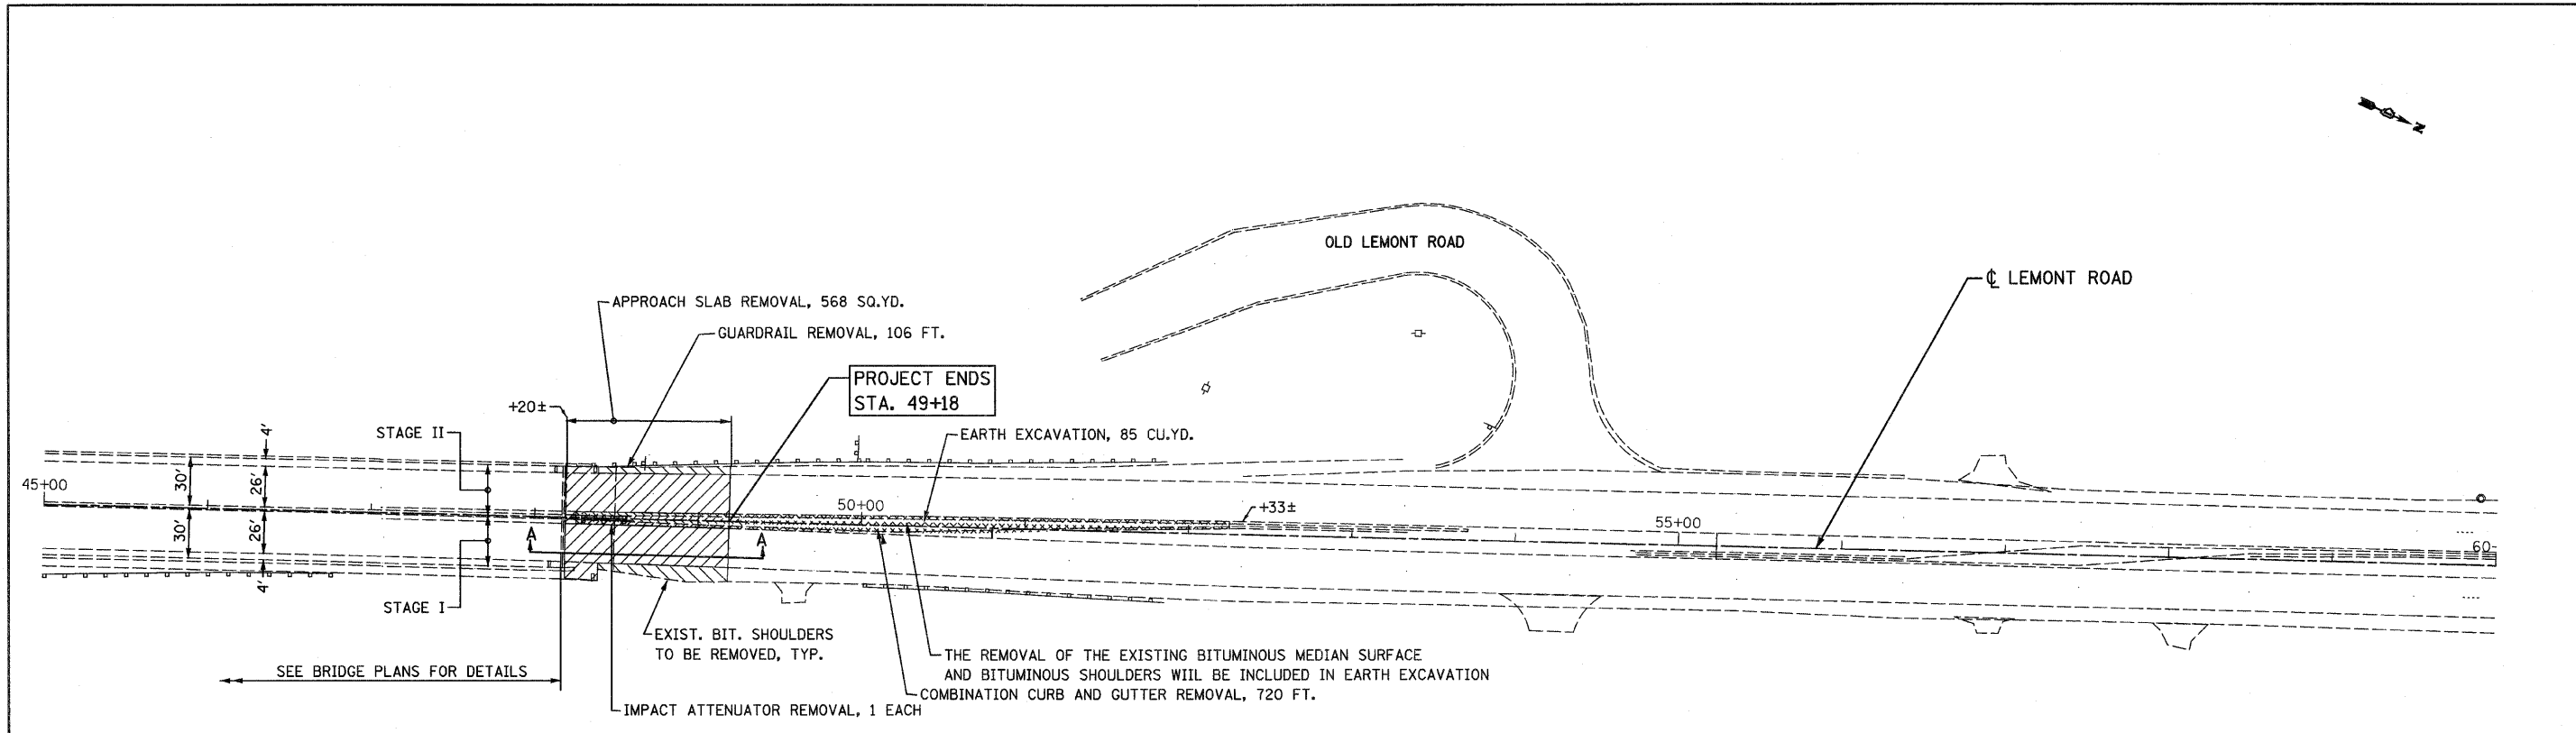 N
OLD LEMONT ROAD
℄ LEMONT ROAD
APPROACH SLAB REMOVAL, 568 SQ.YD.
GUARDRAIL REMOVAL, 106 FT.
PROJECT ENDS
STA. 49+18
+20±
STAGE II
4'
EARTH EXCAVATION, 85 CU.YD.
45+00
30'
26'
50+00
+33±
55+00
60
30'
26'
A
A
4'
STAGE I
EXIST. BIT. SHOULDERS
TO BE REMOVED, TYP.
THE REMOVAL OF THE EXISTING BITUMINOUS MEDIAN SURFACE
AND BITUMINOUS SHOULDERS WIIL BE INCLUDED IN EARTH EXCAVATION
SEE BRIDGE PLANS FOR DETAILS
COMBINATION CURB AND GUTTER REMOVAL, 720 FT.
IMPACT ATTENUATOR REMOVAL, 1 EACH